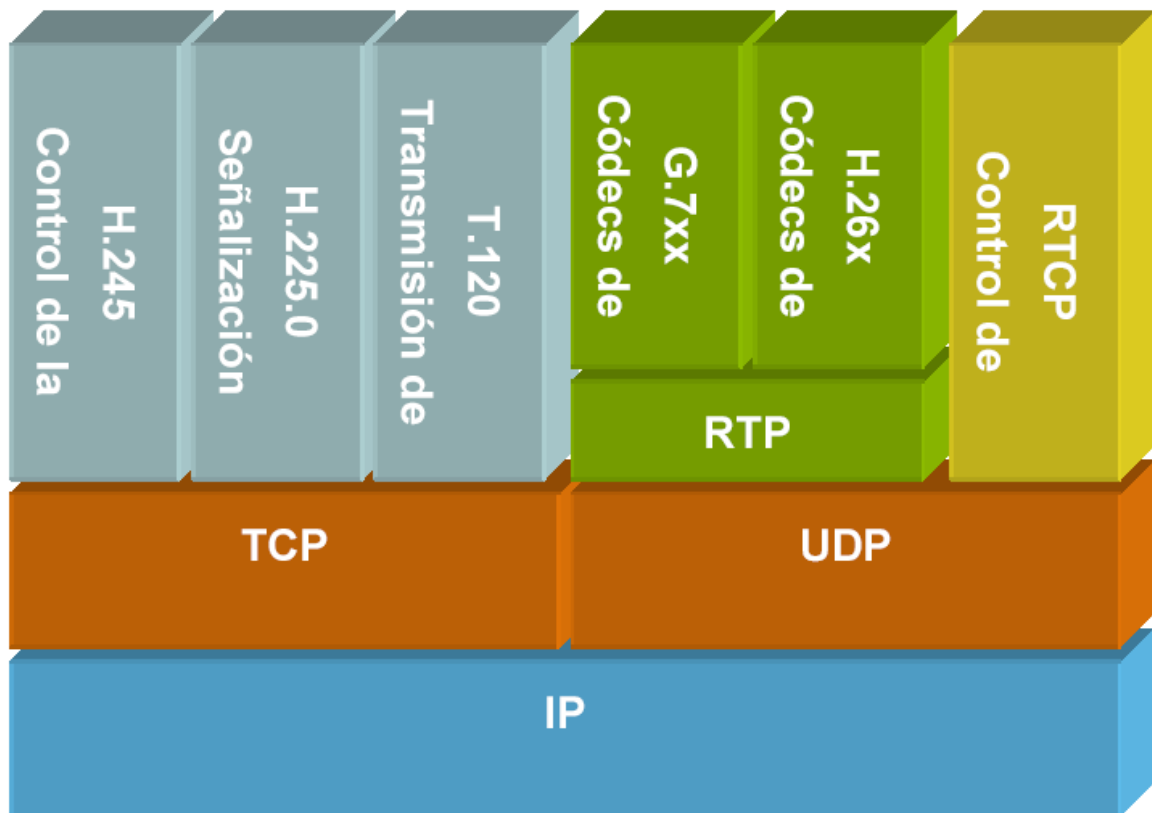 H.245
Control de la
H.225.0
Señalización
T.120
Transmisión de
G.7xx
Códecs de
H.26x
Códecs de
RTCP
Control de
RTP
TCP
UDP
IP